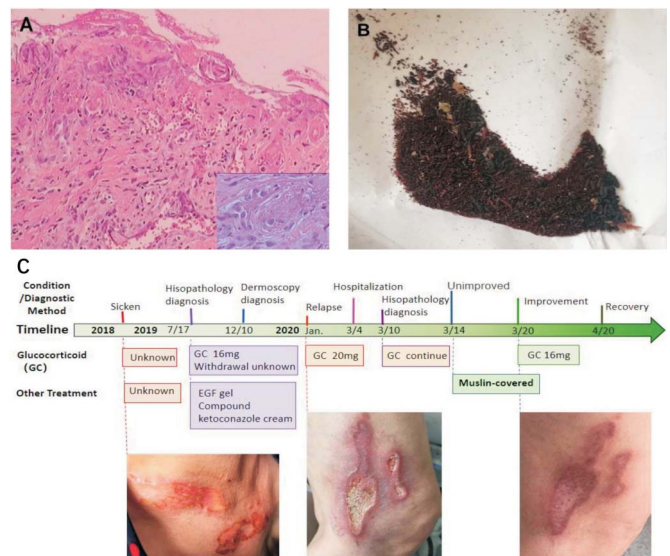 A
B
C
Condition
/Diagnostic
Method
Sicken
Hisopathology
diagnosis
Dermoscopy
diagnosis
Relapse
Hospitalization
Hisopathology
diagnosis
Unimproved
Improvement
Recovery
Timeline 2018 2019 7/17 12/10 2020 Jan. 3/4 3/10 3/14 3/20 4/20
Glucocorticoid
(GC)
Unknown
GC 16mg
Withdrawal unknown
GC 20mg
GC continue
GC 16mg
Other Treatment
Unknown
EGF gel
Compound
ketoconazole cream
Muslin-covered